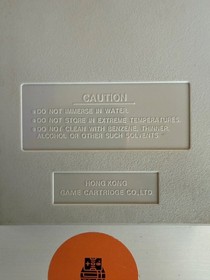 CAUTION
●DO NOT IMMERSE IN WATER.
●DO NOT STORE IN EXTREME TEMPERATURES.
●DO NOT CLEAN WITH BENZENE, THINNER,
ALCOHOL OR OTHER SUCH SOLVENTS.
HONG KONG
GAME CARTRIDGE CO.,LTD